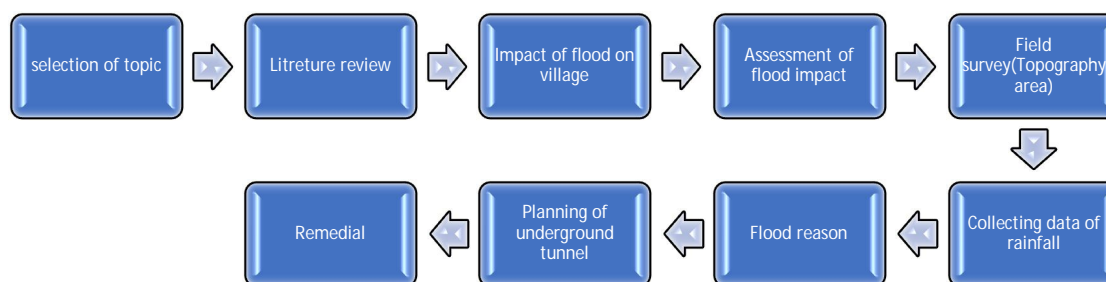 selection of topic
Litreture review
Impact of flood on
village
Assessment of
flood impact
Field
survey(Topography
area)
Collecting data of
rainfall
Flood reason
Planning of
underground
tunnel
Remedial